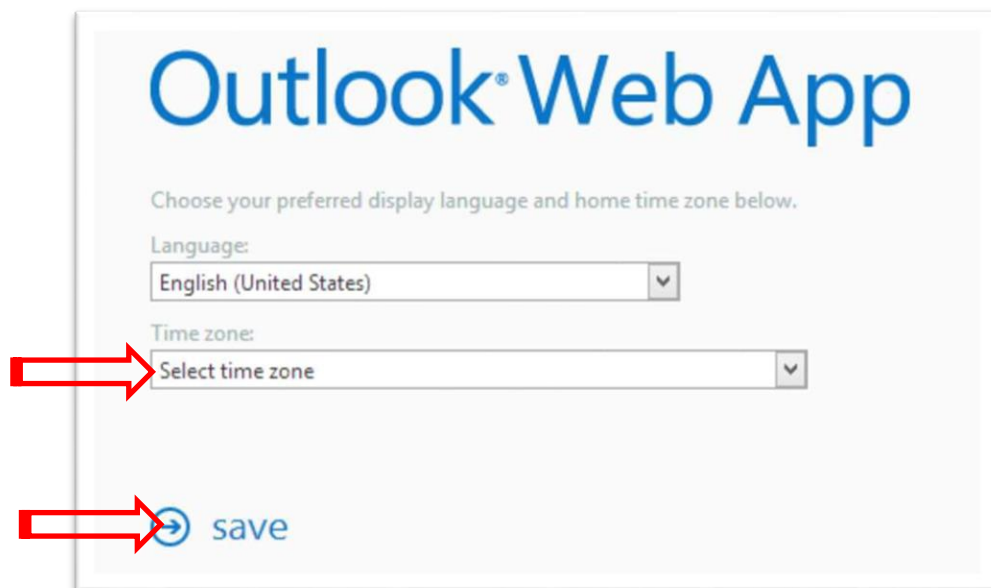 Outlook® Web App
Choose your preferred display language and home time zone below.
Language:
English (United States)
Time zone:
Select time zone
save